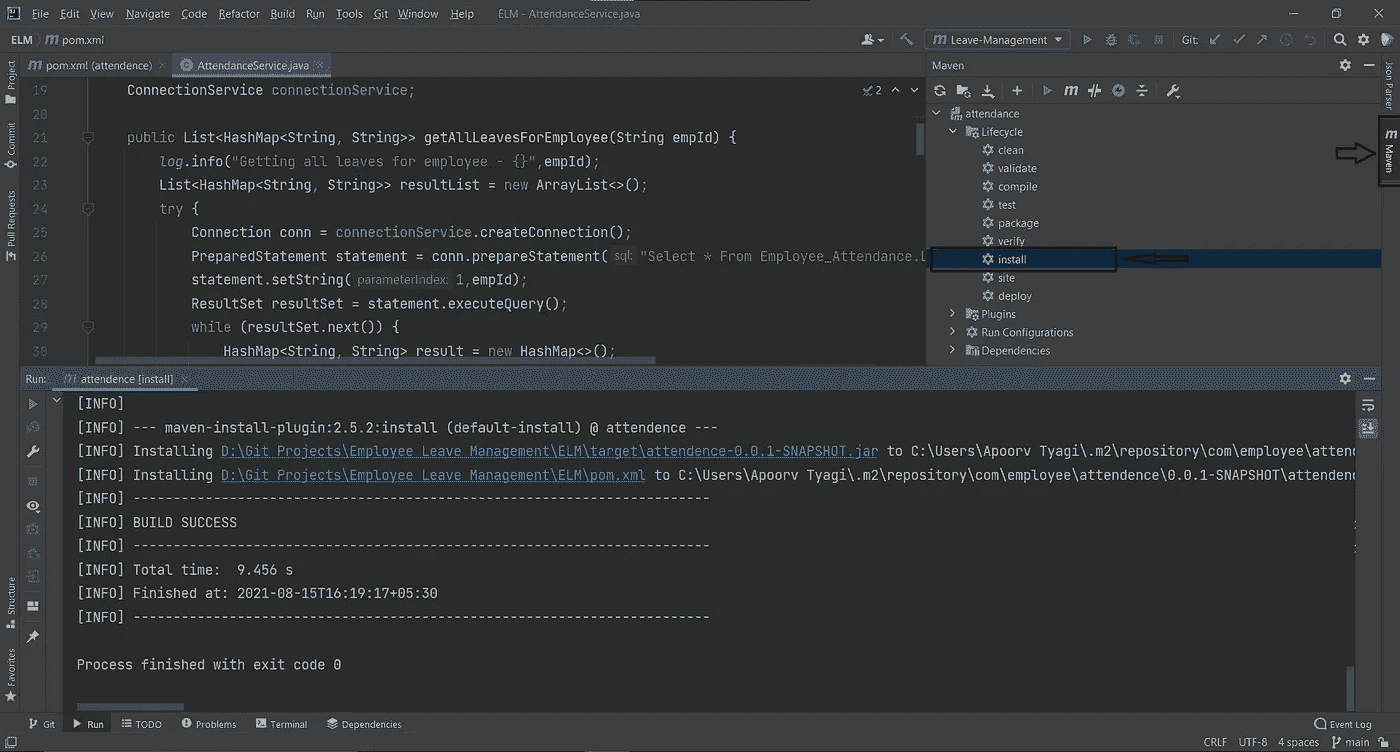 File Edit View Navigate Code Refactor Build Run Tools Git Window Help ELM - AttendanceService.java
ELM pom.xml Leave-Management Git:
Project
Commit
Pull Requests
Structure
Favorites
pom.xml (attendence) AttendanceService.java
2
19 ConnectionService connectionService;
20
21 public List<HashMap<String, String>> getAllLeavesForEmployee(String empId) {
22 log.info("Getting all leaves for employee - {}",empId);
23 List<HashMap<String, String>> resultList = new ArrayList<>();
24 try {
25 Connection conn = connectionService.createConnection();
26 PreparedStatement statement = conn.prepareStatement( sql: "Select * From Employee_Attendance.L
27 statement.setString( parameterIndex: 1,empId);
28 ResultSet resultSet = statement.executeQuery();
29 while (resultSet.next()) {
30 HashMap<String, String> result = new HashMap<>();
Maven
attendance
Lifecycle
clean
validate
compile
test
package
verify
install
site
deploy
Plugins
Run Configurations
Dependencies
Json Parser
Maven
Run: attendence [install]
[INFO]
[INFO] --- maven-install-plugin:2.5.2:install (default-install) @ attendence ---
[INFO] Installing D:\Git Projects\Employee Leave Management\ELM\target\attendence-0.0.1-SNAPSHOT.jar to C:\Users\Apoorv Tyagi\.m2\repository\com\employee\attend
[INFO] Installing D:\Git Projects\Employee Leave Management\ELM\pom.xml to C:\Users\Apoorv Tyagi\.m2\repository\com\employee\attendence\0.0.1-SNAPSHOT\attendenc
[INFO] ------------------------------------------------------------------------
[INFO] BUILD SUCCESS
[INFO] ------------------------------------------------------------------------
[INFO] Total time:  9.456 s
[INFO] Finished at: 2021-08-15T16:19:17+05:30
[INFO] ------------------------------------------------------------------------
Process finished with exit code 0
Git Run TODO Problems Terminal Dependencies Event Log
CRLF UTF-8 4 spaces main